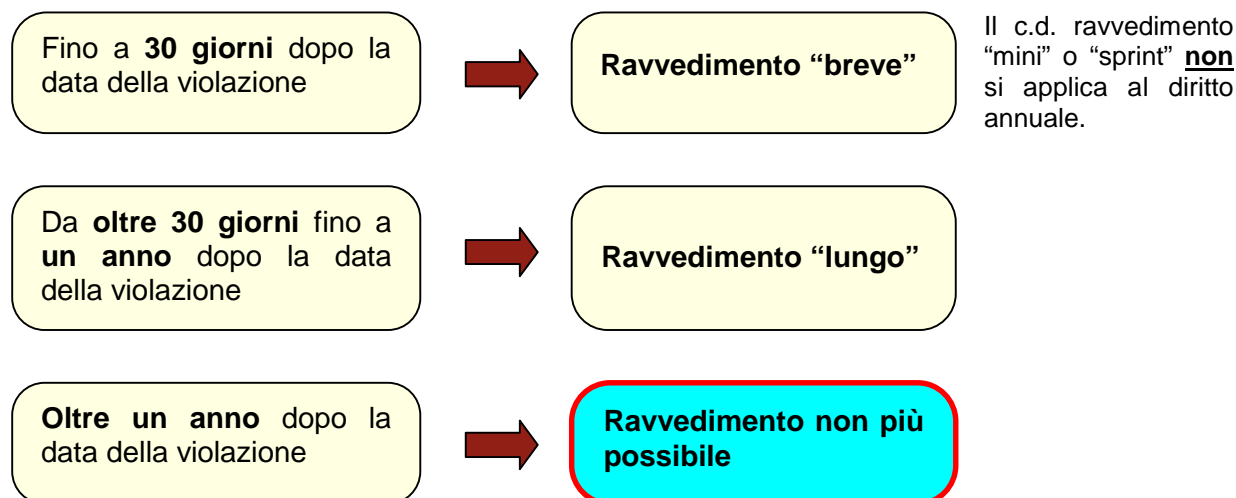 Fino a 30 giorni dopo la
data della violazione
Ravvedimento “breve”
Il c.d. ravvedimento
“mini” o “sprint” non
si applica al diritto
annuale.
Da oltre 30 giorni fino a
un anno dopo la data
della violazione
Ravvedimento “lungo”
Oltre un anno dopo la
data della violazione
Ravvedimento non più
possibile